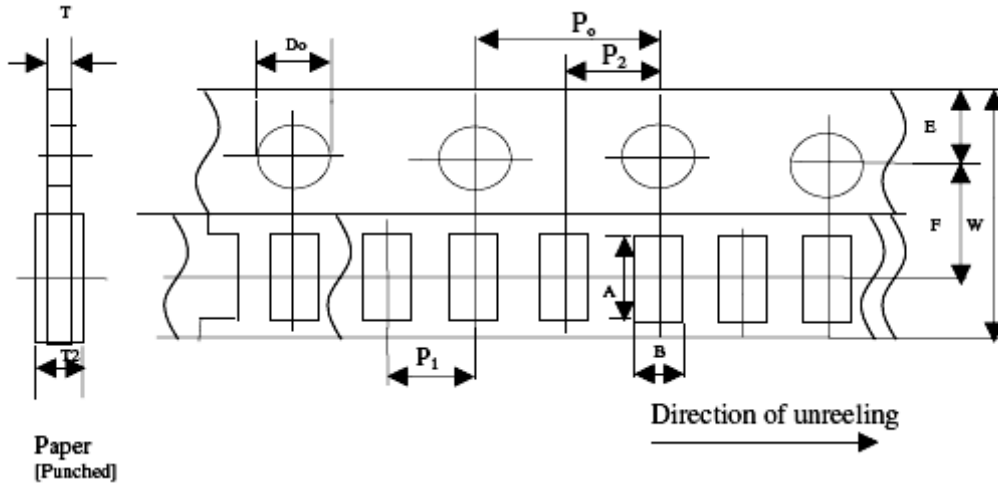 T
Do
Po
P2
E
F
W
A
T2
P1
B
Direction of unreeling
Paper
[Punched]